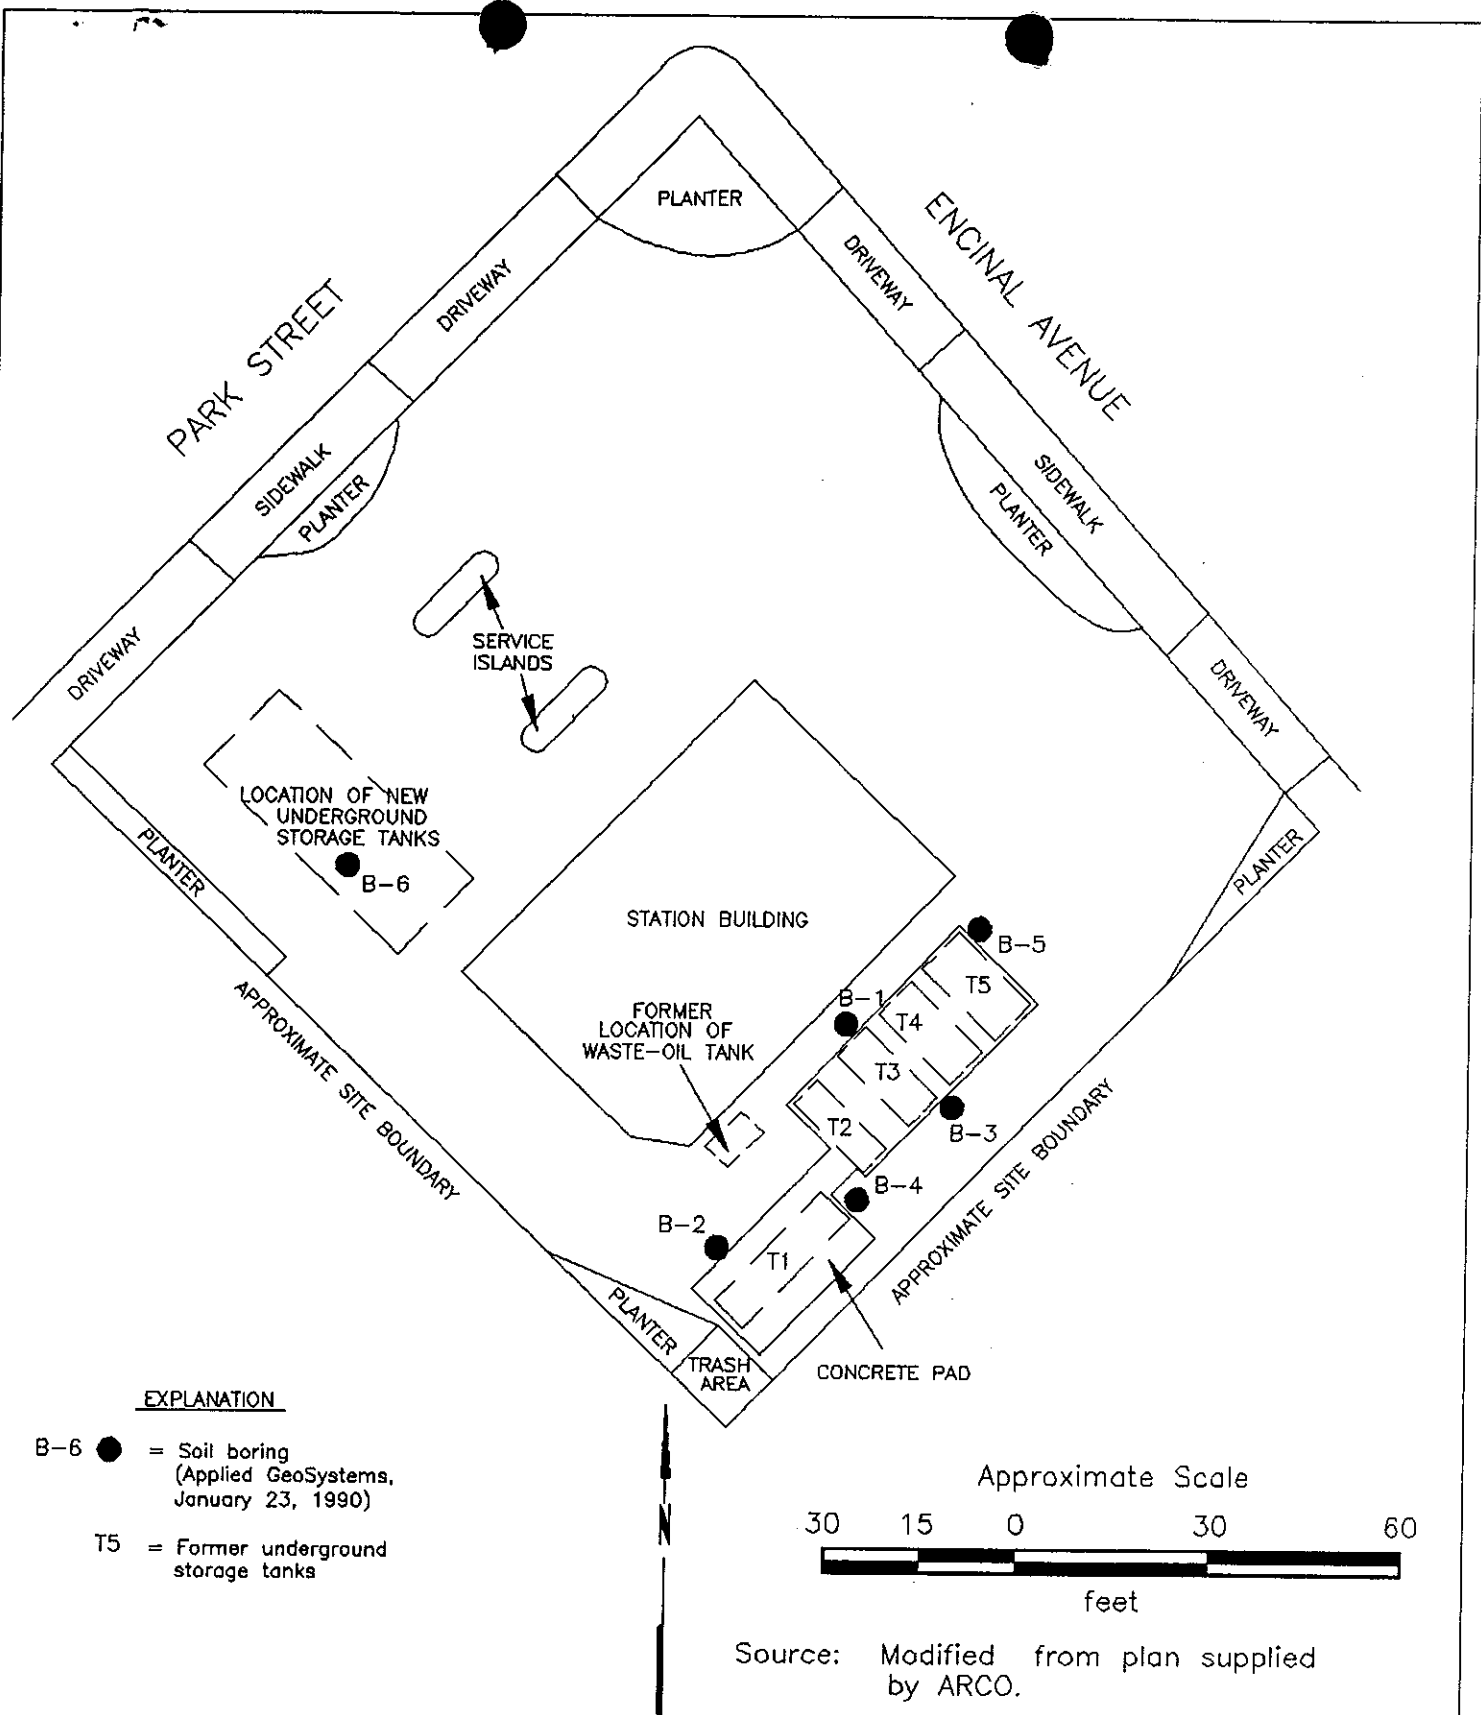 PLANTER
ENCINAL AVENUE
DRIVEWAY
DRIVEWAY
PARK STREET
SIDEWALK
PLANTER
SIDEWALK
PLANTER
SERVICE
ISLANDS
DRIVEWAY
DRIVEWAY
LOCATION OF NEW
UNDERGROUND
STORAGE TANKS
B-6
PLANTER
PLANTER
STATION BUILDING
B-5
T5
B-1
T4
FORMER
LOCATION OF
WASTE-OIL TANK
T3
T2
B-3
APPROXIMATE SITE BOUNDARY
APPROXIMATE SITE BOUNDARY
B-4
B-2
T1
PLANTER
TRASH
AREA
CONCRETE PAD
EXPLANATION
B-6 = Soil boring
(Applied GeoSystems,
January 23, 1990)
T5 = Former underground
storage tanks
N
Approximate Scale
30 15 0 30 60
feet
Source: Modified from plan supplied
by ARCO.